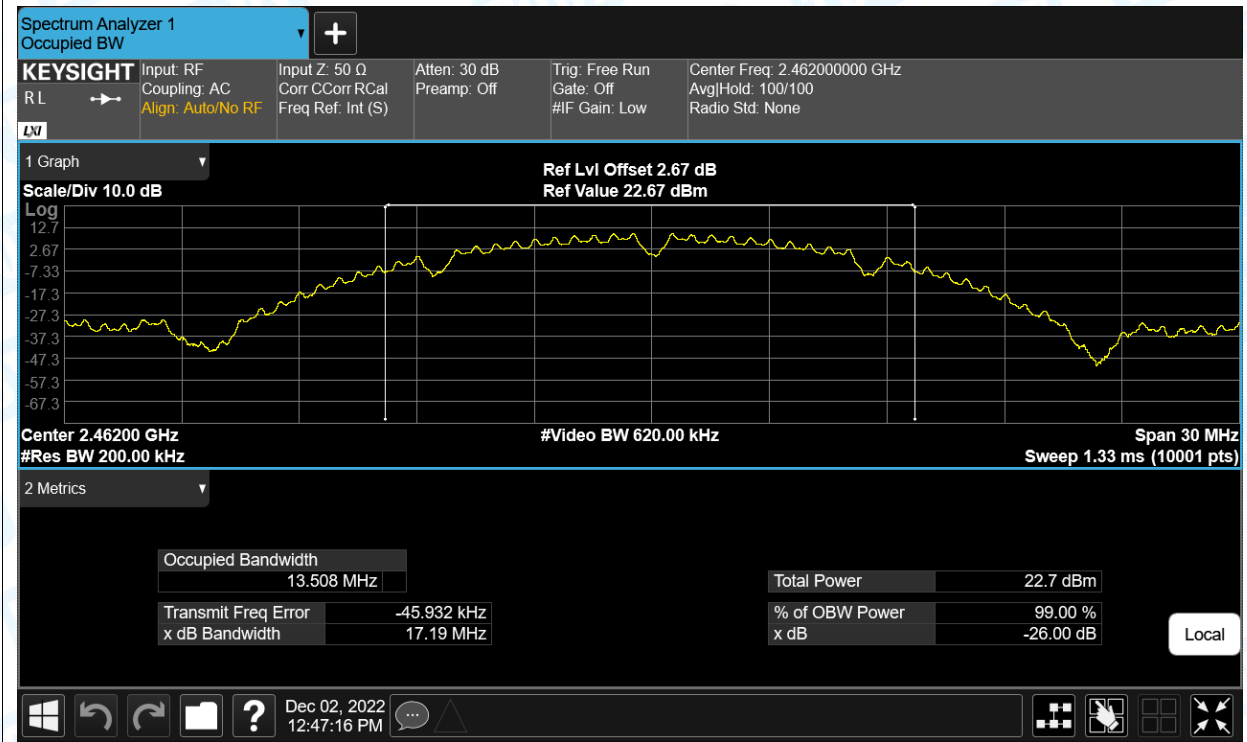 Spectrum Analyzer 1
Occupied BW
KEYSIGHT
R L
LXI
Input: RF
Coupling: AC
Align: Auto/No RF
Input Z: 50 Ω
Corr CCorr RCal
Freq Ref: Int (S)
Atten: 30 dB
Preamp: Off
Trig: Free Run
Gate: Off
#IF Gain: Low
Center Freq: 2.462000000 GHz
Avg|Hold: 100/100
Radio Std: None
1 Graph
Scale/Div 10.0 dB
Ref Lvl Offset 2.67 dB
Ref Value 22.67 dBm
Log
12.7
2.67
-7.33
-17.3
-27.3
-37.3
-47.3
-57.3
-67.3
Center 2.46200 GHz
#Video BW 620.00 kHz
Span 30 MHz
#Res BW 200.00 kHz
Sweep 1.33 ms (10001 pts)
2 Metrics
Occupied Bandwidth
13.508 MHz
Total Power 22.7 dBm
Transmit Freq Error -45.932 kHz
% of OBW Power 99.00 %
x dB Bandwidth 17.19 MHz
x dB -26.00 dB
Local
?
Dec 02, 2022
12:47:16 PM